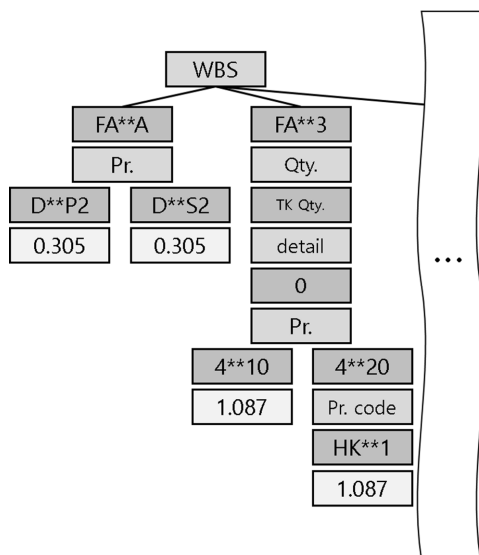 WBS
FA**A
FA**3
Pr.
Qty.
D**P2
D**S2
TK Qty.
0.305
0.305
detail
...
0
Pr.
4**10
4**20
1.087
Pr. code
HK**1
1.087